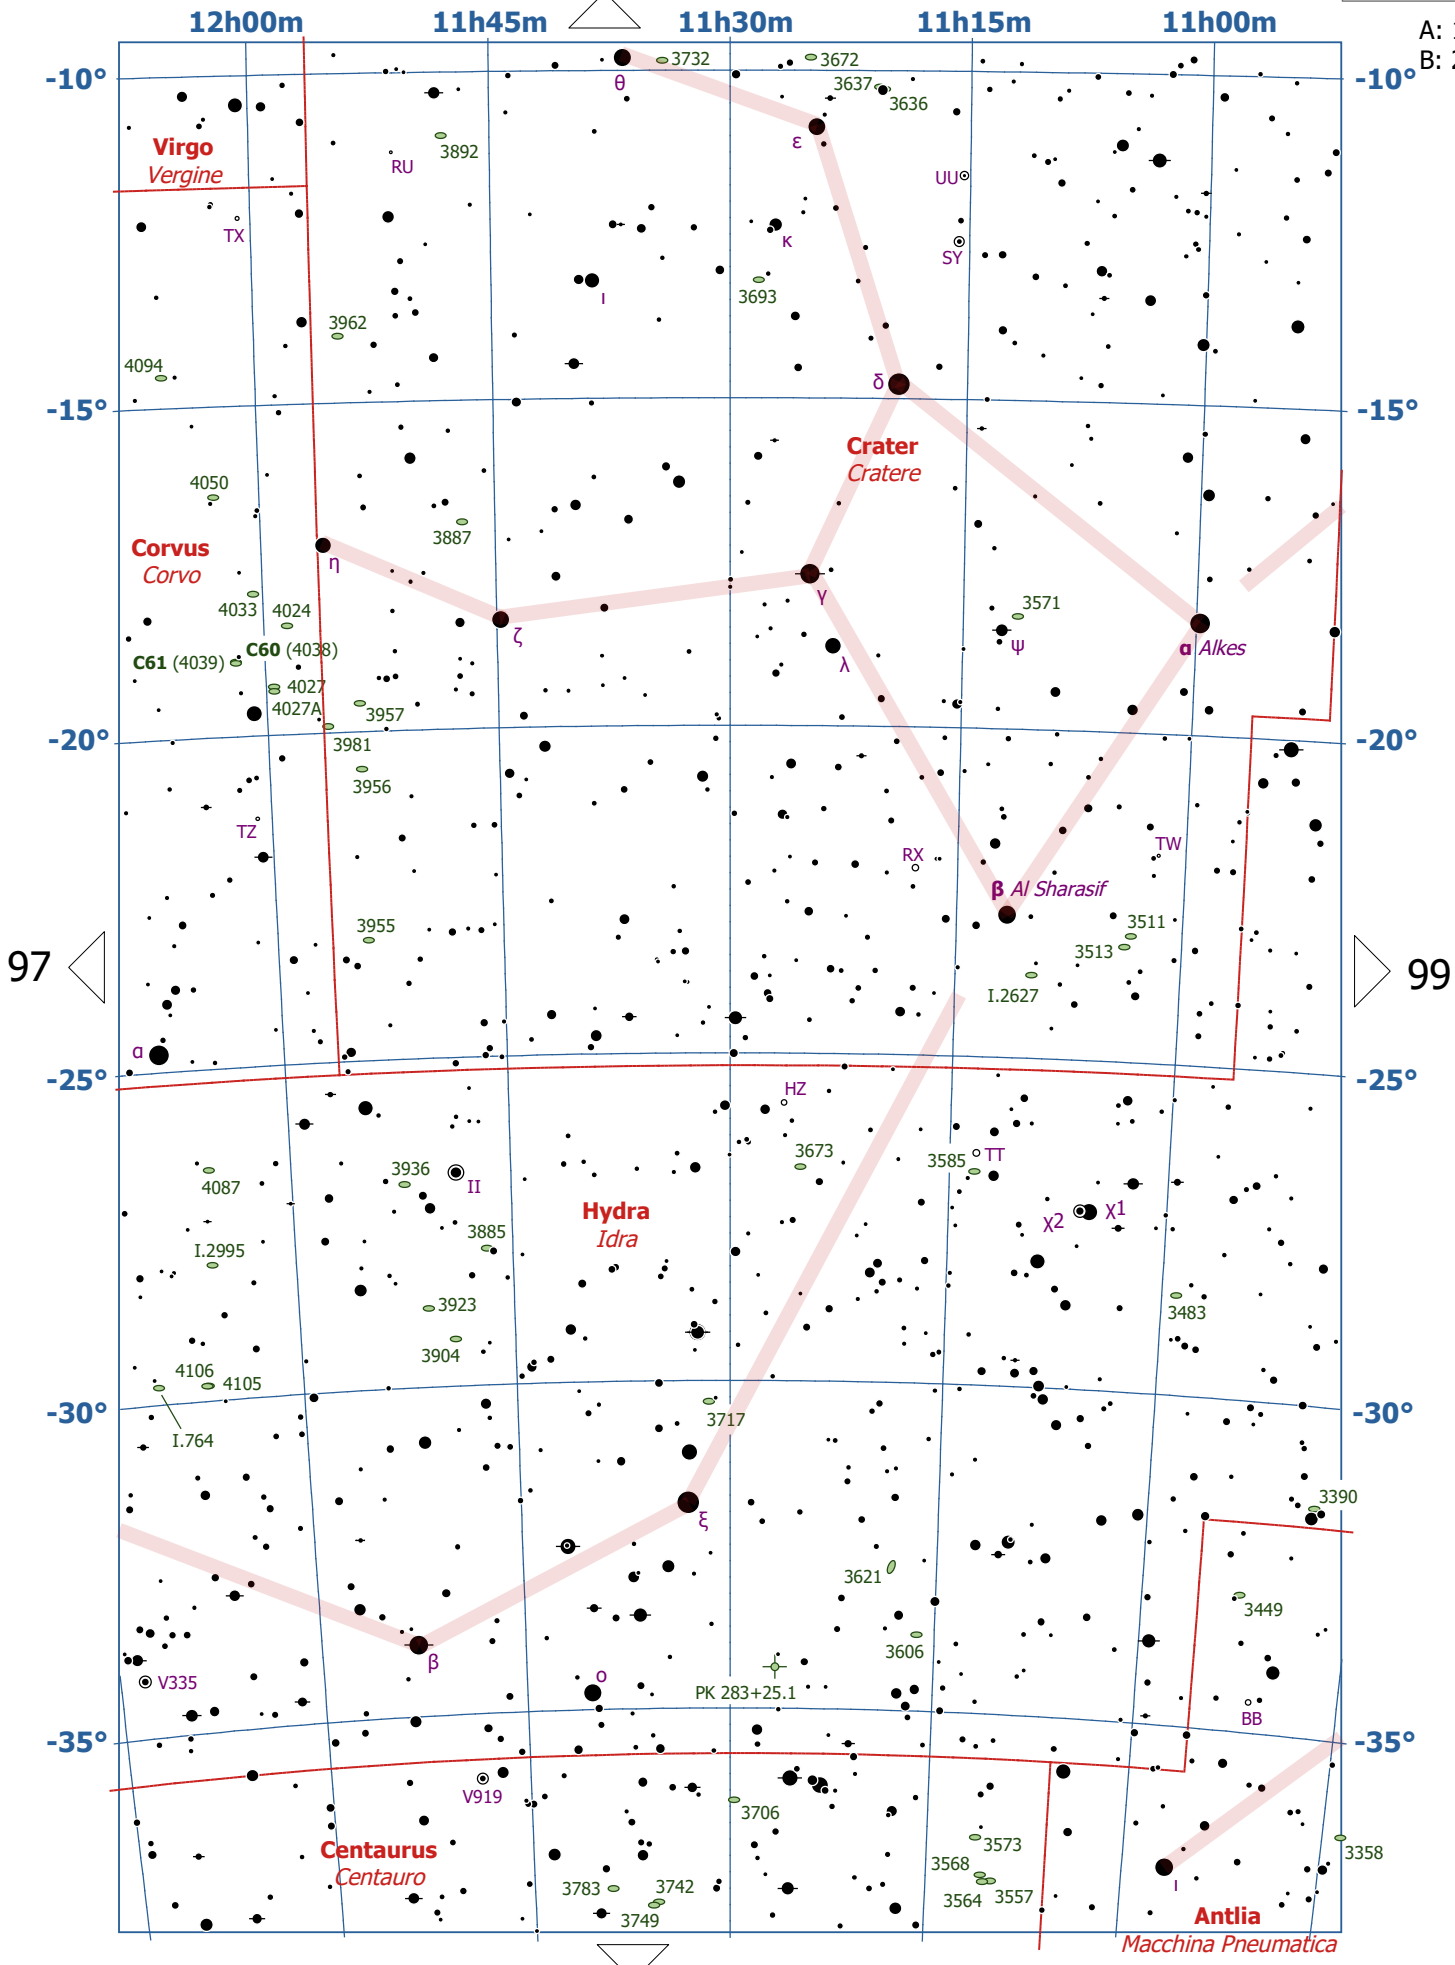 12h00m 11h45m 11h30m 11h15m 11h00m
A:
B:
-10° -10°
θ 3732 3672
3637 3636
ε
Virgo
Vergine
RU 3892
UU
TX
κ
SY
ι
3693
3962
4094
δ
-15° -15°
Crater
Cratere
4050
3887
Corvus
Corvo
η
γ
4033 4024
3571
ζ
ψ
C60 (4038)
C61 (4039)
λ
α Alkes
4027
4027A 3957
-20° -20°
3981
3956
TZ
RX
TW
β Al Sharasif
3955
3511
3513
97 99
I.2627
α
-25° -25°
HZ
3673
3585 TT
4087 3936 II
χ2 χ1
Hydra
Idra
3885
I.2995
3923
3483
3904
4106 4105
-30° -30°
3717
I.764
3390
ξ
3621
3449
3606
β
V335
ο
PK 283+25.1
BB
-35° -35°
V919
3706
Centaurus
Centauro
3573
3358
3568
3783 3742
3564 3557
3749
ι
Antlia
Macchina Pneumatica